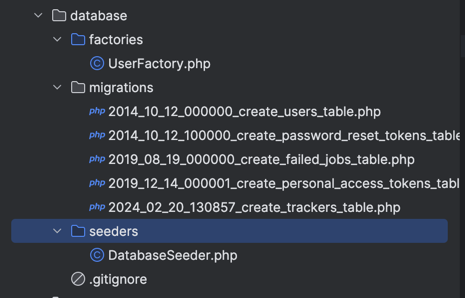 database
factories
UserFactory.php
migrations
php 2014_10_12_000000_create_users_table.php
php 2014_10_12_100000_create_password_reset_tokens_table
php 2019_08_19_000000_create_failed_jobs_table.php
php 2019_12_14_000001_create_personal_access_tokens_tabl
php 2024_02_20_130857_create_trackers_table.php
seeders
C DatabaseSeeder.php
.gitignore